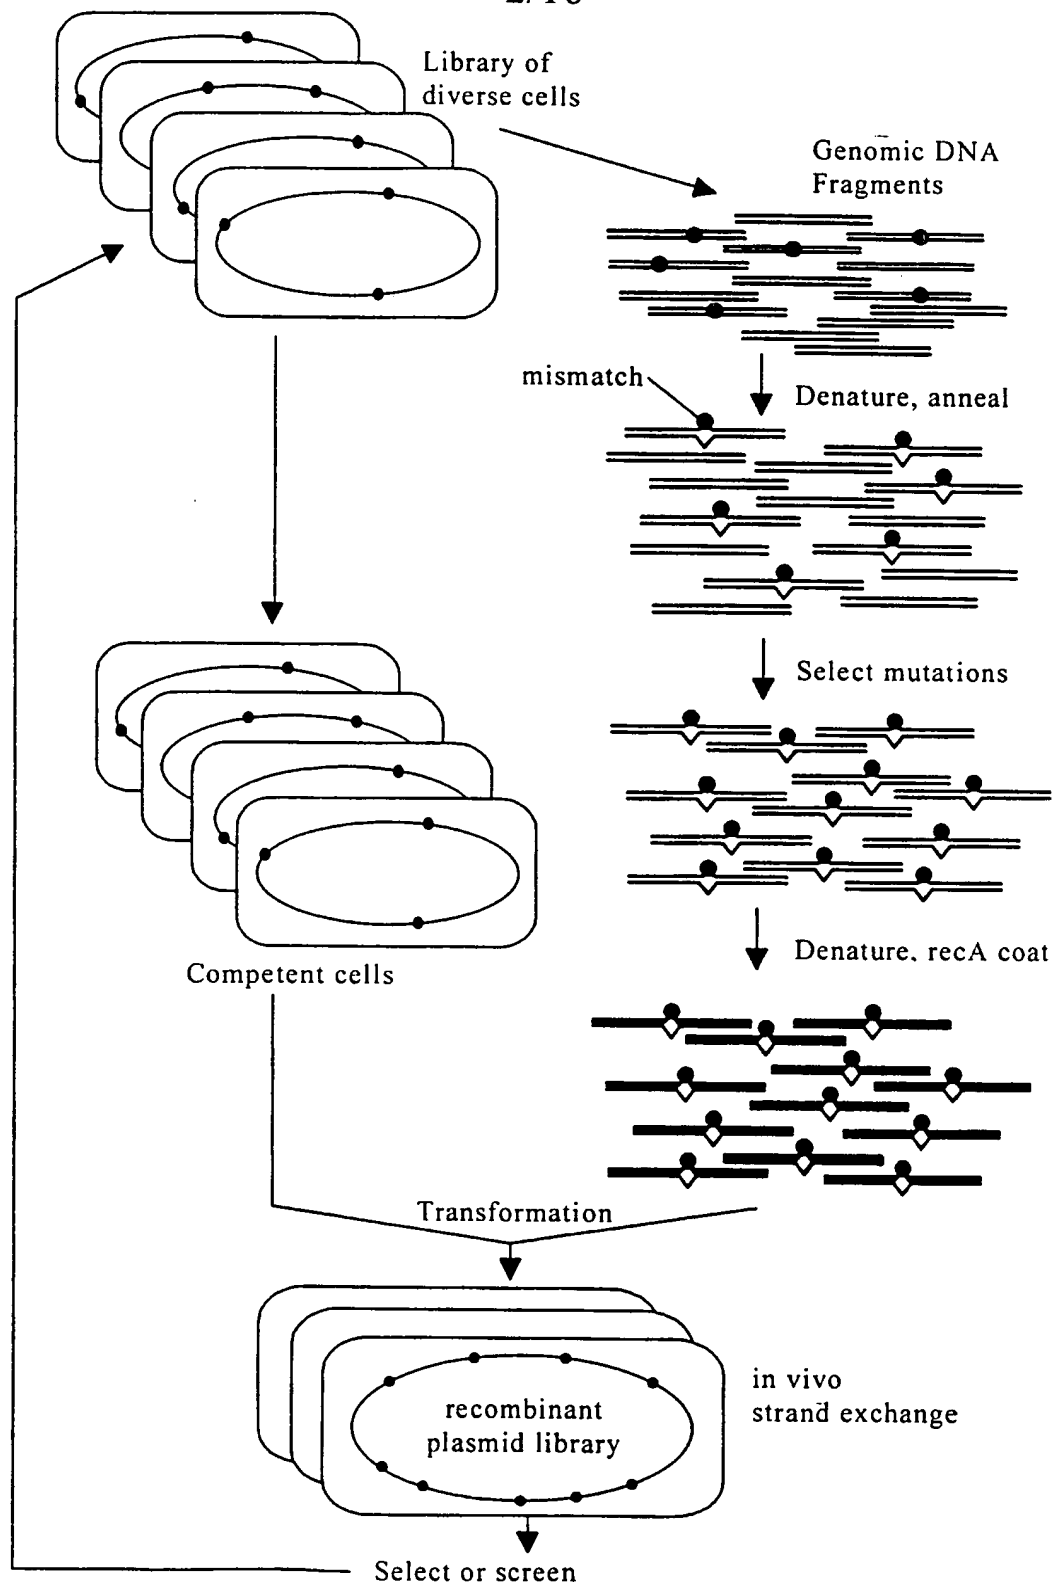 Library of
diverse cells
Genomic DNA
Fragments
mismatch
Denature, anneal
Select mutations
Denature, recA coat
Competent cells
Transformation
recombinant
plasmid library
in vivo
strand exchange
Select or screen